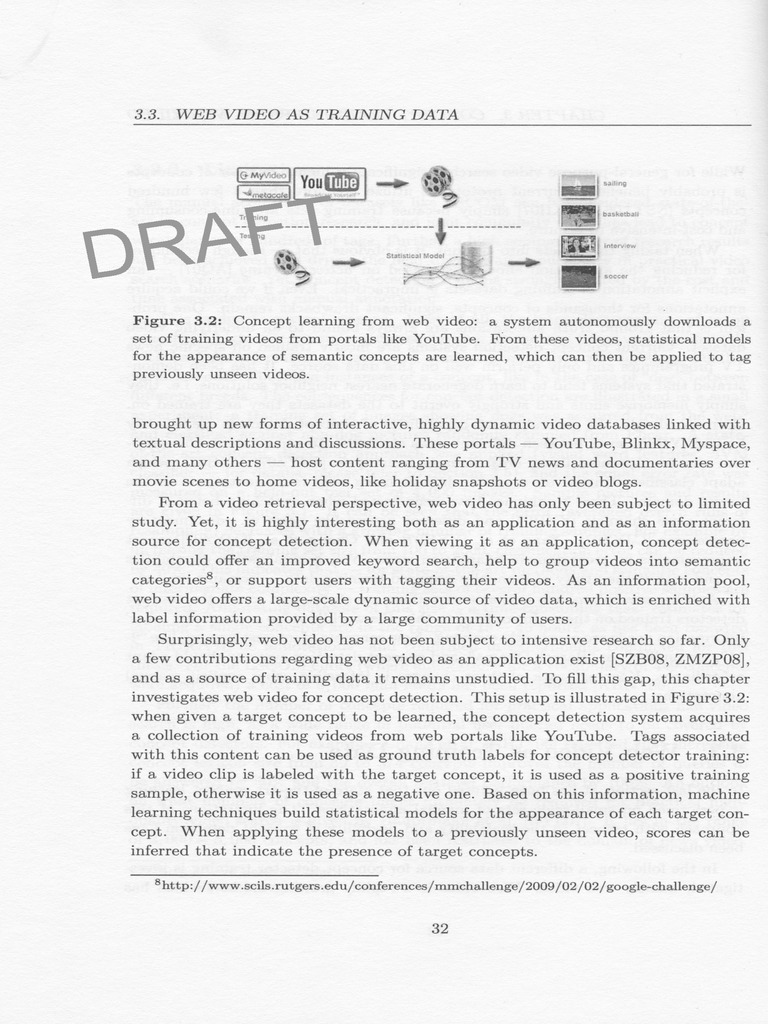 3.3. WEB VIDEO AS TRAINING DATA
MyVideo
YouTube
metacafe
Training
Testing
DRAFT
Statistical Model
sailing
basketball
interview
soccer
Figure 3.2: Concept learning from web video: a system autonomously downloads a
set of training videos from portals like YouTube. From these videos, statistical models
for the appearance of semantic concepts are learned, which can then be applied to tag
previously unseen videos.
brought up new forms of interactive, highly dynamic video databases linked with
textual descriptions and discussions. These portals — YouTube, Blinkx, Myspace,
and many others — host content ranging from TV news and documentaries over
movie scenes to home videos, like holiday snapshots or video blogs.
From a video retrieval perspective, web video has only been subject to limited
study. Yet, it is highly interesting both as an application and as an information
source for concept detection. When viewing it as an application, concept detec-
tion could offer an improved keyword search, help to group videos into semantic
categories⁸, or support users with tagging their videos. As an information pool,
web video offers a large-scale dynamic source of video data, which is enriched with
label information provided by a large community of users.
Surprisingly, web video has not been subject to intensive research so far. Only
a few contributions regarding web video as an application exist [SZB08, ZMZP08],
and as a source of training data it remains unstudied. To fill this gap, this chapter
investigates web video for concept detection. This setup is illustrated in Figure 3.2:
when given a target concept to be learned, the concept detection system acquires
a collection of training videos from web portals like YouTube. Tags associated
with this content can be used as ground truth labels for concept detector training:
if a video clip is labeled with the target concept, it is used as a positive training
sample, otherwise it is used as a negative one. Based on this information, machine
learning techniques build statistical models for the appearance of each target con-
cept. When applying these models to a previously unseen video, scores can be
inferred that indicate the presence of target concepts.
⁸http://www.scils.rutgers.edu/conferences/mmchallenge/2009/02/02/google-challenge/
32